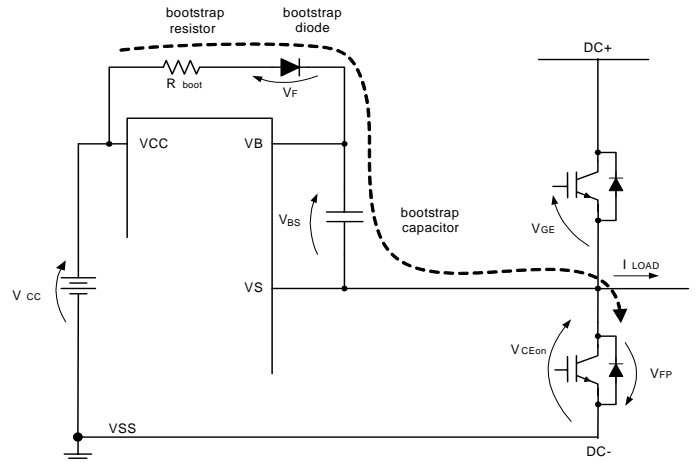 bootstrap
resistor
bootstrap
diode
DC+
R boot
VF
VCC
VB
VBS
bootstrap
capacitor
VGE
I LOAD
V CC
VS
VCEon
VFP
VSS
DC-